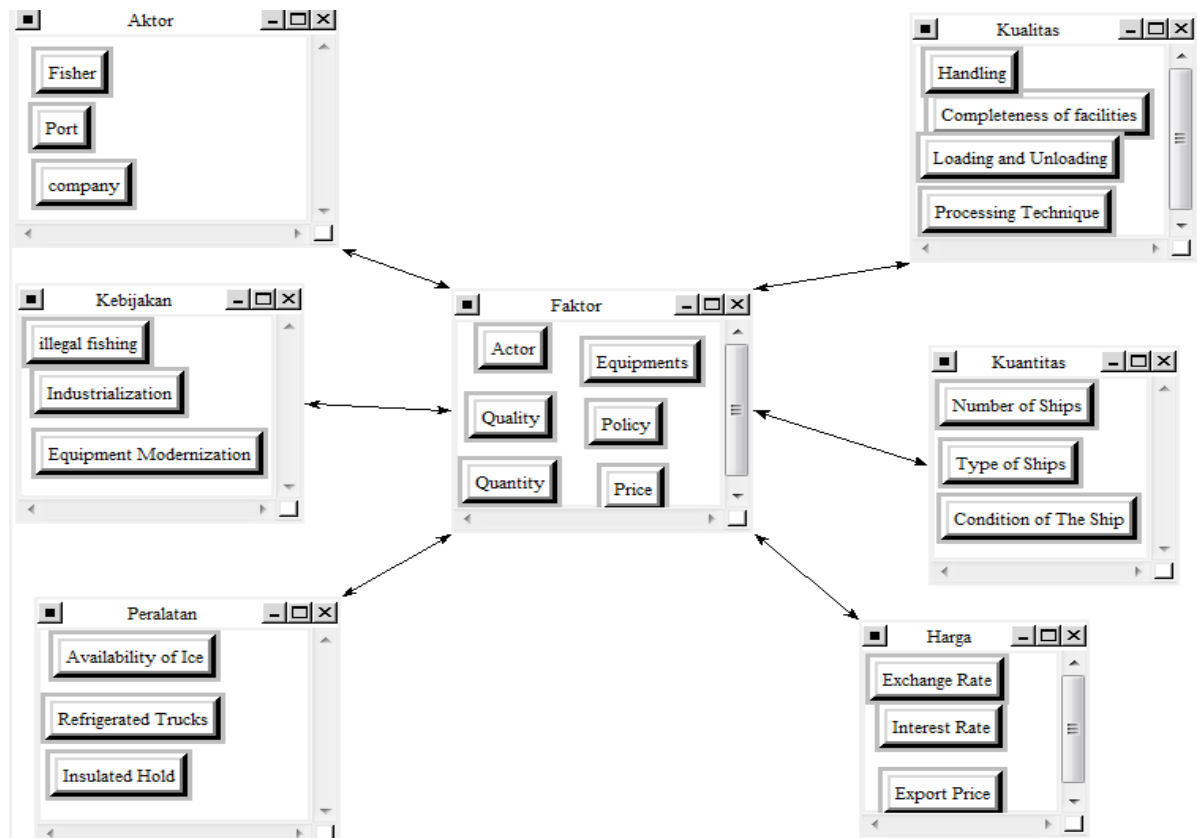 Aktor
Fisher
Port
company
Kualitas
Handling
Completeness of facilities
Loading and Unloading
Processing Technique
Kebijakan
illegal fishing
Industrialization
Equipment Modernization
Faktor
Actor
Equipments
Quality
Policy
Quantity
Price
Kuantitas
Number of Ships
Type of Ships
Condition of The Ship
Peralatan
Availability of Ice
Refrigerated Trucks
Insulated Hold
Harga
Exchange Rate
Interest Rate
Export Price